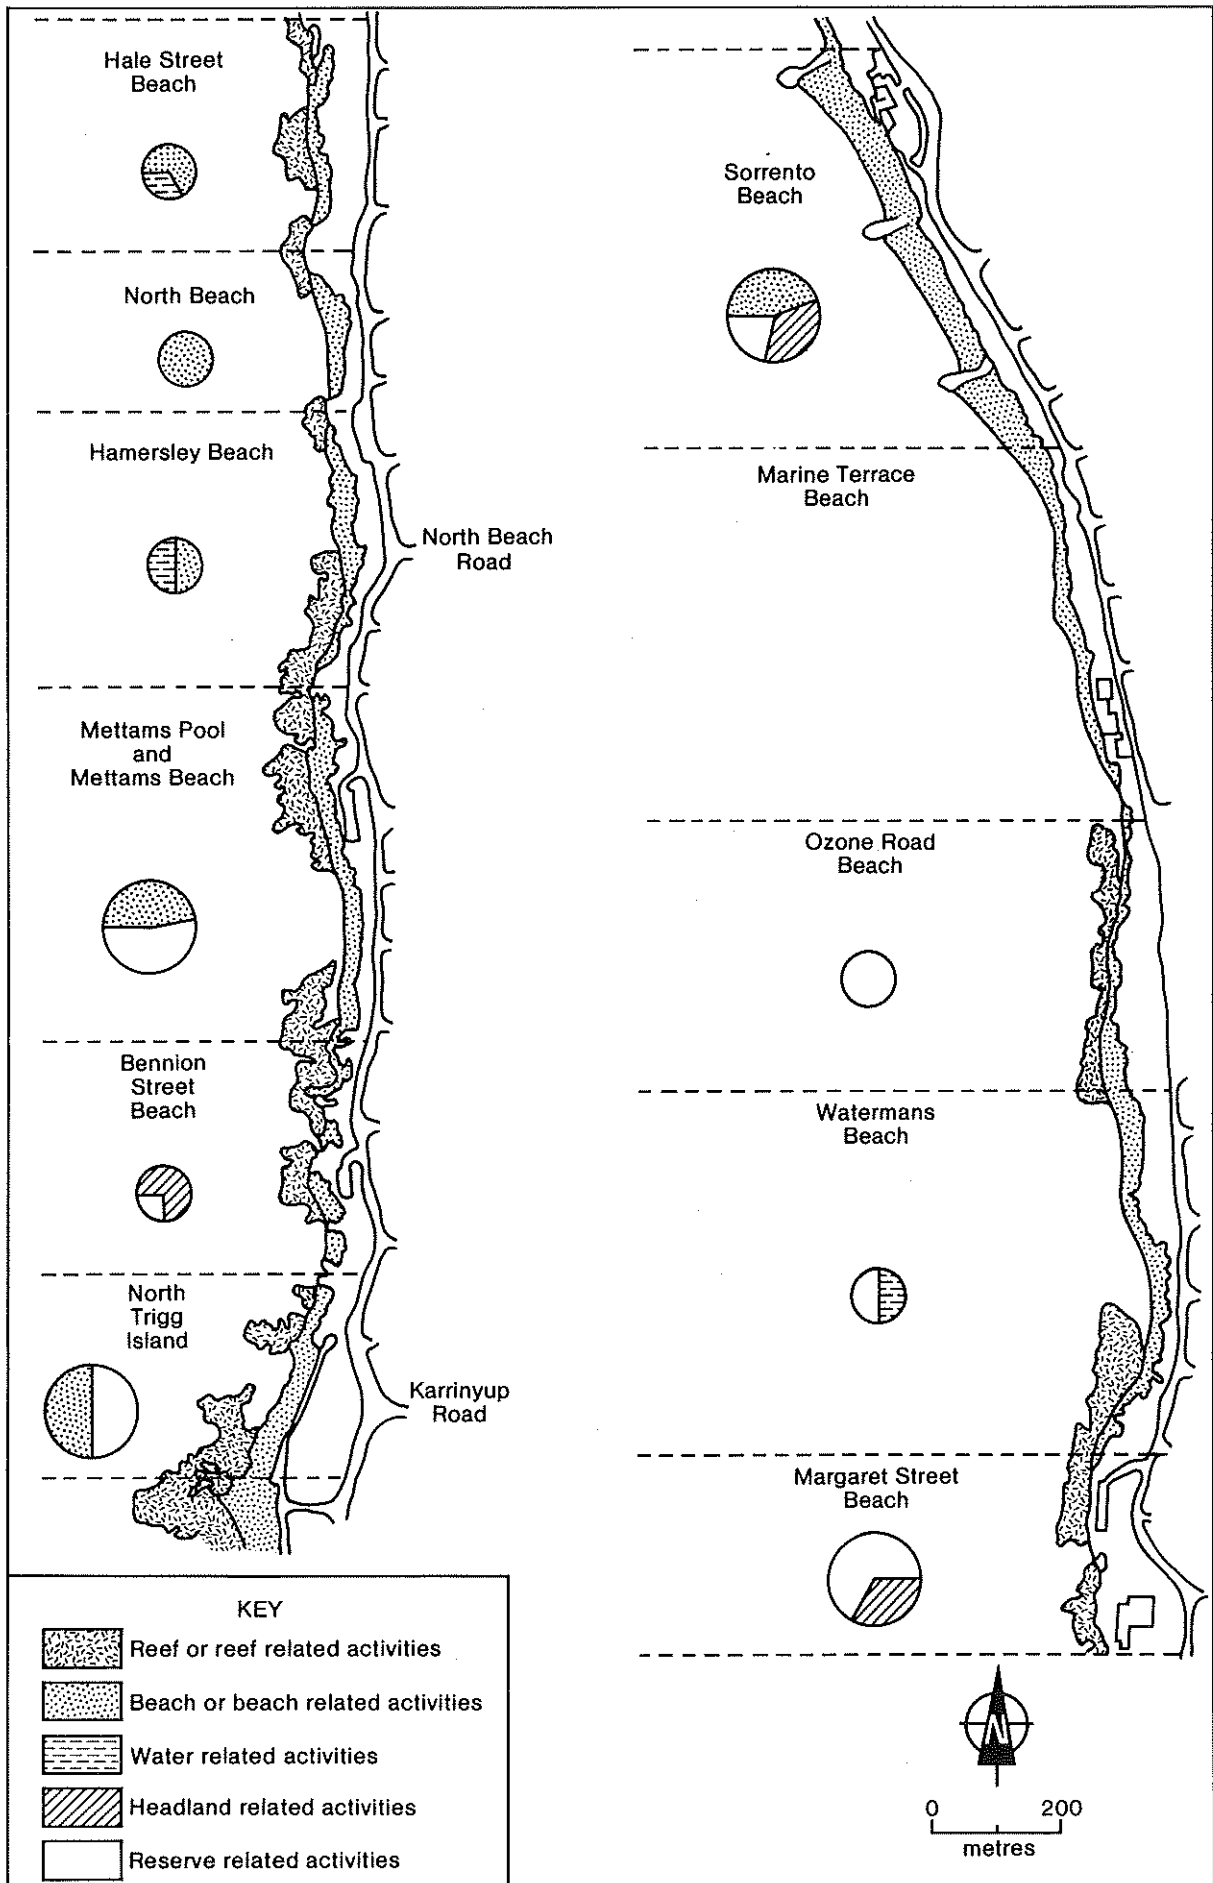 Hale Street
Beach
North Beach
Hamersley Beach
North Beach
Road
Mettams Pool
and
Mettams Beach
Bennion
Street
Beach
North
Trigg
Island
Karrinyup
Road
Sorrento
Beach
Marine Terrace
Beach
Ozone Road
Beach
Watermans
Beach
Margaret Street
Beach
KEY
Reef or reef related activities
Beach or beach related activities
Water related activities
Headland related activities
Reserve related activities
N
0 200
metres